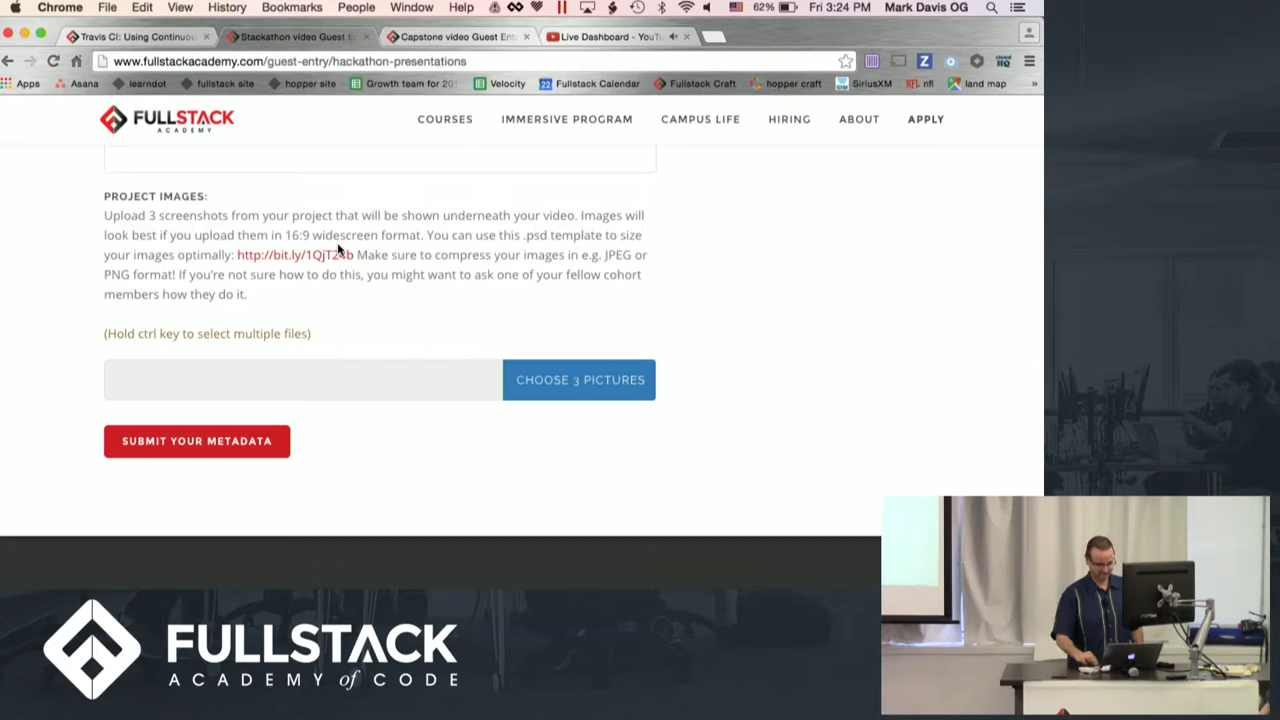 Chrome File Edit View History Bookmarks People Window Help 62% Fri 3:24 PM Mark Davis OG
Travis CI: Using Continuou Stackathon video Guest E Capstone video Guest Ent Live Dashboard - YouTu
www.fullstackacademy.com/guest-entry/hackathon-presentations
Apps Asana learndot fullstack site hopper site Growth team for 201 Velocity 22 Fullstack Calendar Fullstack Craft hopper craft SiriusXM NFL nfl land map »
FULLSTACK
ACADEMY
COURSES IMMERSIVE PROGRAM CAMPUS LIFE HIRING ABOUT APPLY
PROJECT IMAGES:
Upload 3 screenshots from your project that will be shown underneath your video. Images will
look best if you upload them in 16:9 widescreen format. You can use this .psd template to size
your images optimally: Make sure to compress your images in e.g. JPEG or
PNG format! If you're not sure how to do this, you might want to ask one of your fellow cohort
members how they do it.
(Hold ctrl key to select multiple files)
CHOOSE 3 PICTURES
SUBMIT YOUR METADATA
FULLSTACK
ACADEMY of CODE